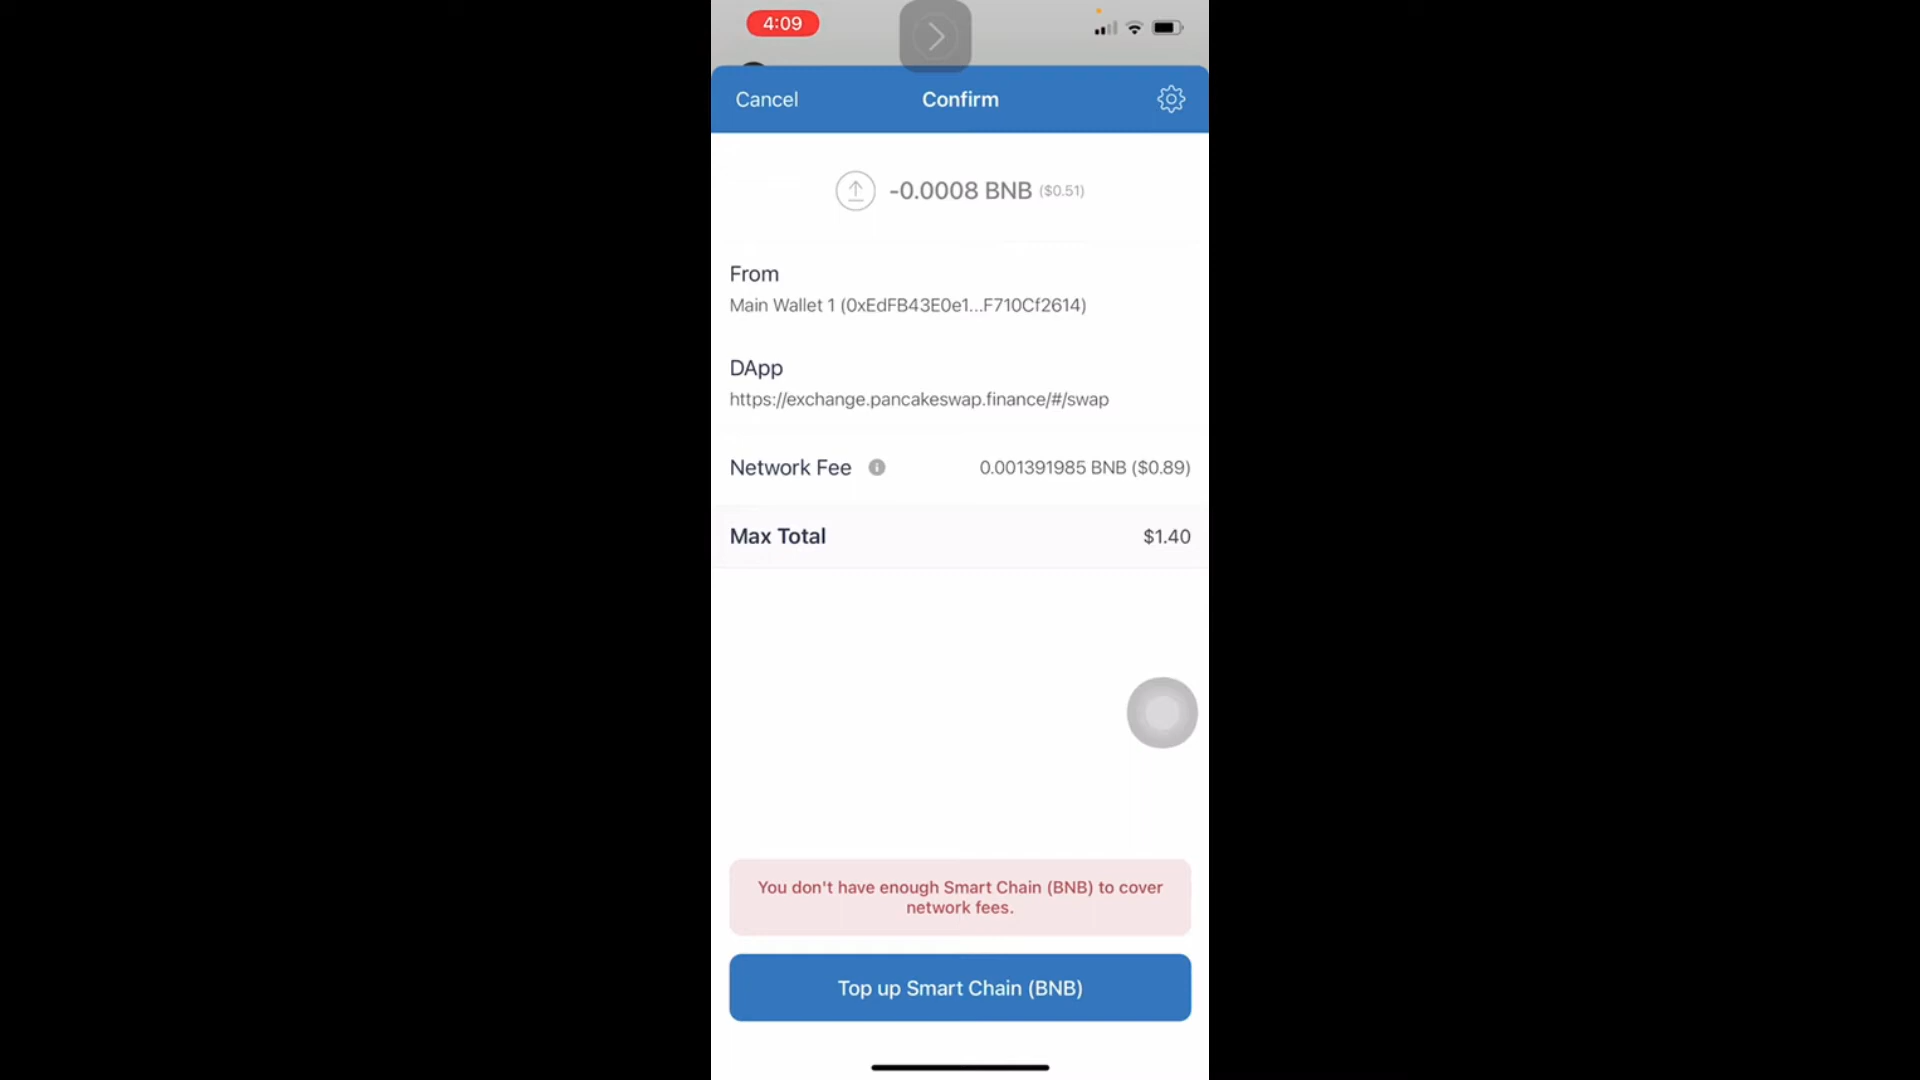 4:09
Cancel
Confirm
-0.0008 BNB ($0.51)
From
Main Wallet 1 (0xEdFB43E0e1...F710Cf2614)
DApp
https://exchange.pancakeswap.finance/#/swap
Network Fee
0.001391985 BNB ($0.89)
Max Total
$1.40
You don't have enough Smart Chain (BNB) to cover
network fees.
Top up Smart Chain (BNB)